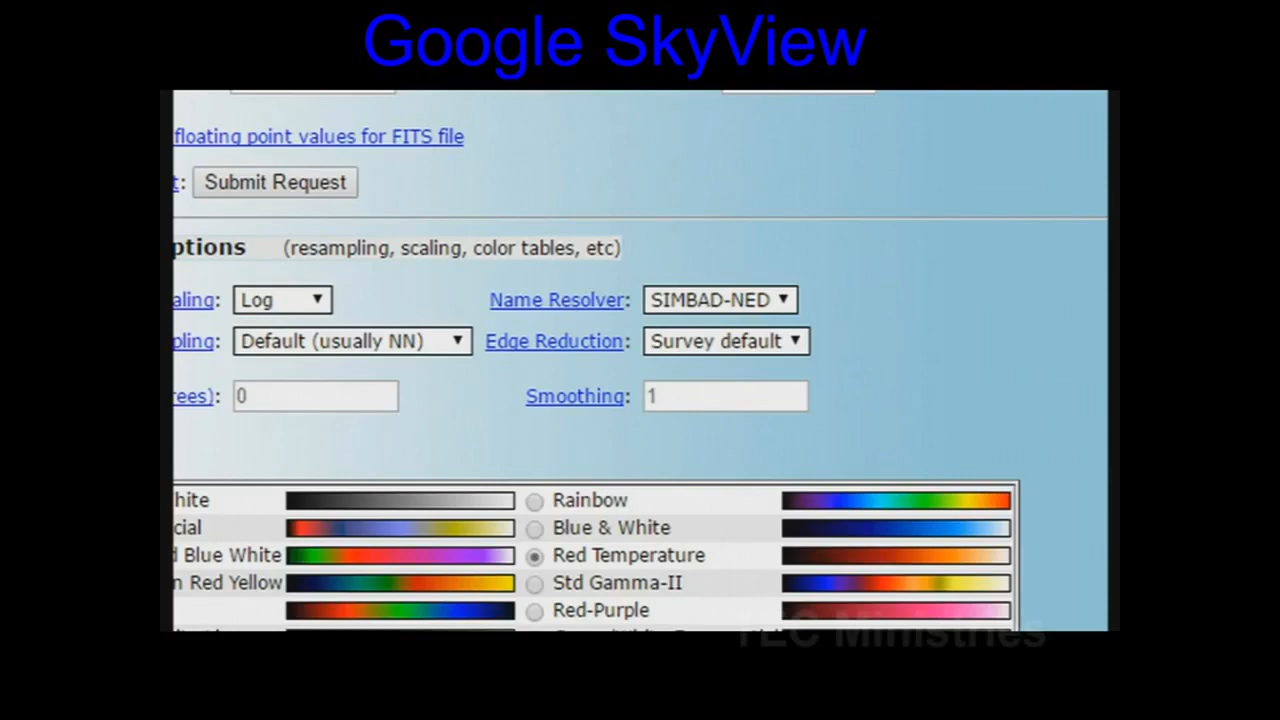 Google SkyView
floating point values for FITS file
t: Submit Request
ptions (resampling, scaling, color tables, etc)
aling: Log Name Resolver: SIMBAD-NED
pling: Default (usually NN) Edge Reduction: Survey default
rees): 0 Smoothing: 1
hite Rainbow
cial Blue & White
d Blue White Red Temperature
n Red Yellow Std Gamma-II
Red-Purple
TEC Ministries